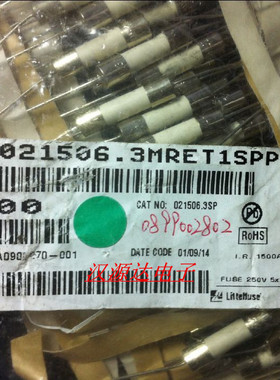 021506.3MRET1SPP
00
CAT NO: 021506.3SP
0899002802
RoHS
A090-270-001
DATE CODE 01/09/14
I.R. 1500A
汉源达电子
FUSE 250V 5x
Littelfuse